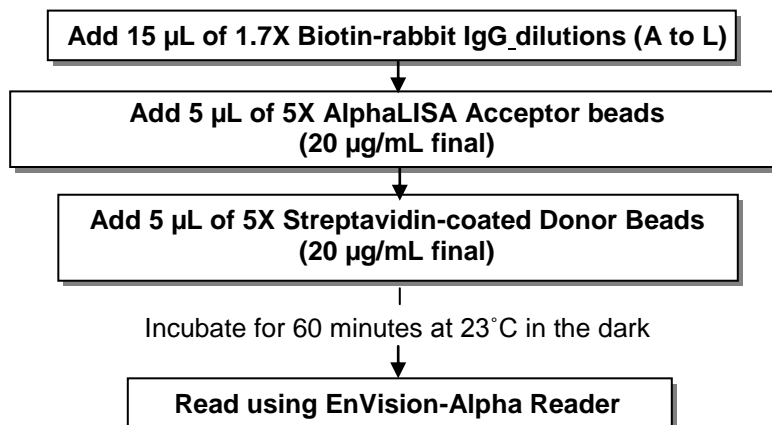 Add 15 µL of 1.7X Biotin-rabbit IgG dilutions (A to L)
Add 5 µL of 5X AlphaLISA Acceptor beads
(20 µg/mL final)
Add 5 µL of 5X Streptavidin-coated Donor Beads
(20 µg/mL final)
Incubate for 60 minutes at 23˚C in the dark
Read using EnVision-Alpha Reader